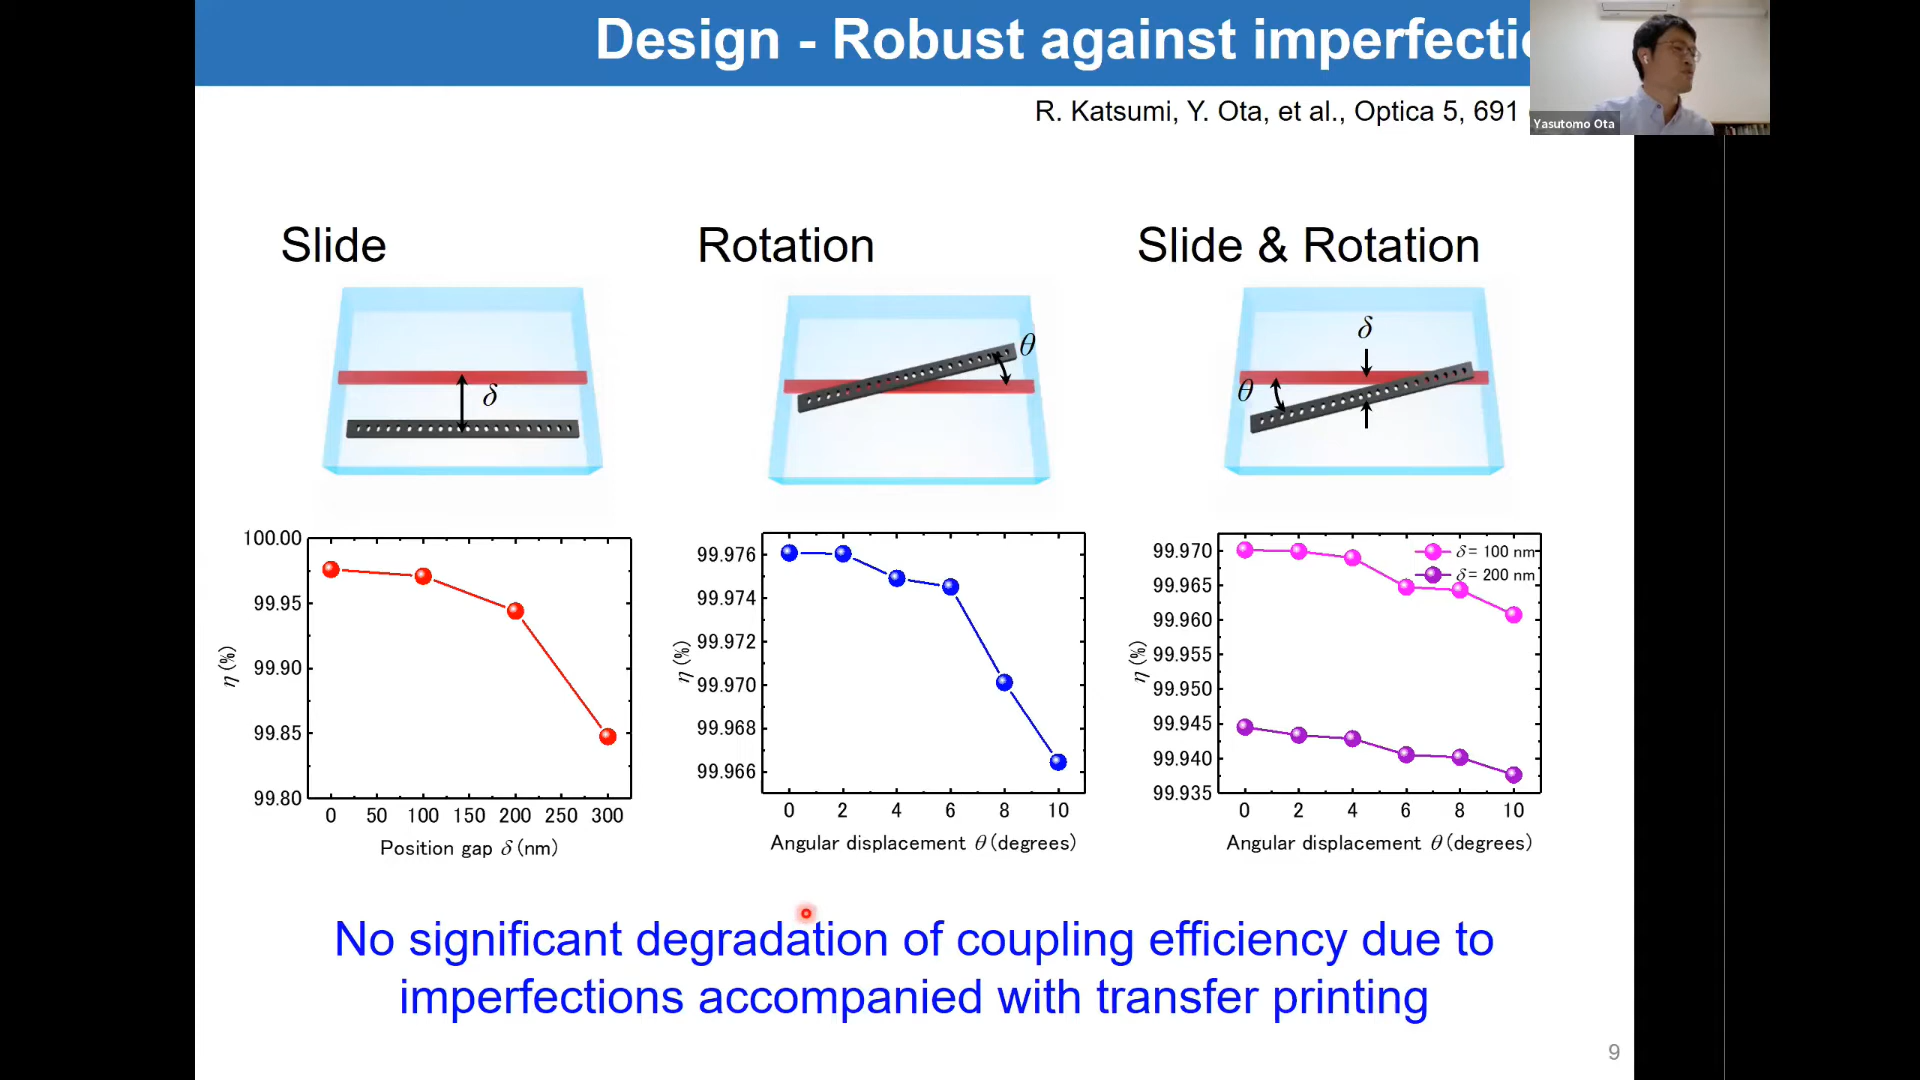 Design - Robust against imperfecti
R. Katsumi, Y. Ota, et al., Optica 5, 691
Yasutomo Ota
Slide
Rotation
Slide & Rotation
δ
θ
δ
θ
100.00
99.95
99.90
99.85
99.80
η (%)
0 50 100 150 200 250 300
Position gap δ (nm)
99.976
99.974
99.972
99.970
99.968
99.966
η (%)
0 2 4 6 8 10
Angular displacement θ (degrees)
99.970
99.965
99.960
99.955
99.950
99.945
99.940
99.935
η (%)
δ = 100 nm
δ = 200 nm
0 2 4 6 8 10
Angular displacement θ (degrees)
No significant degradation of coupling efficiency due to
imperfections accompanied with transfer printing
9